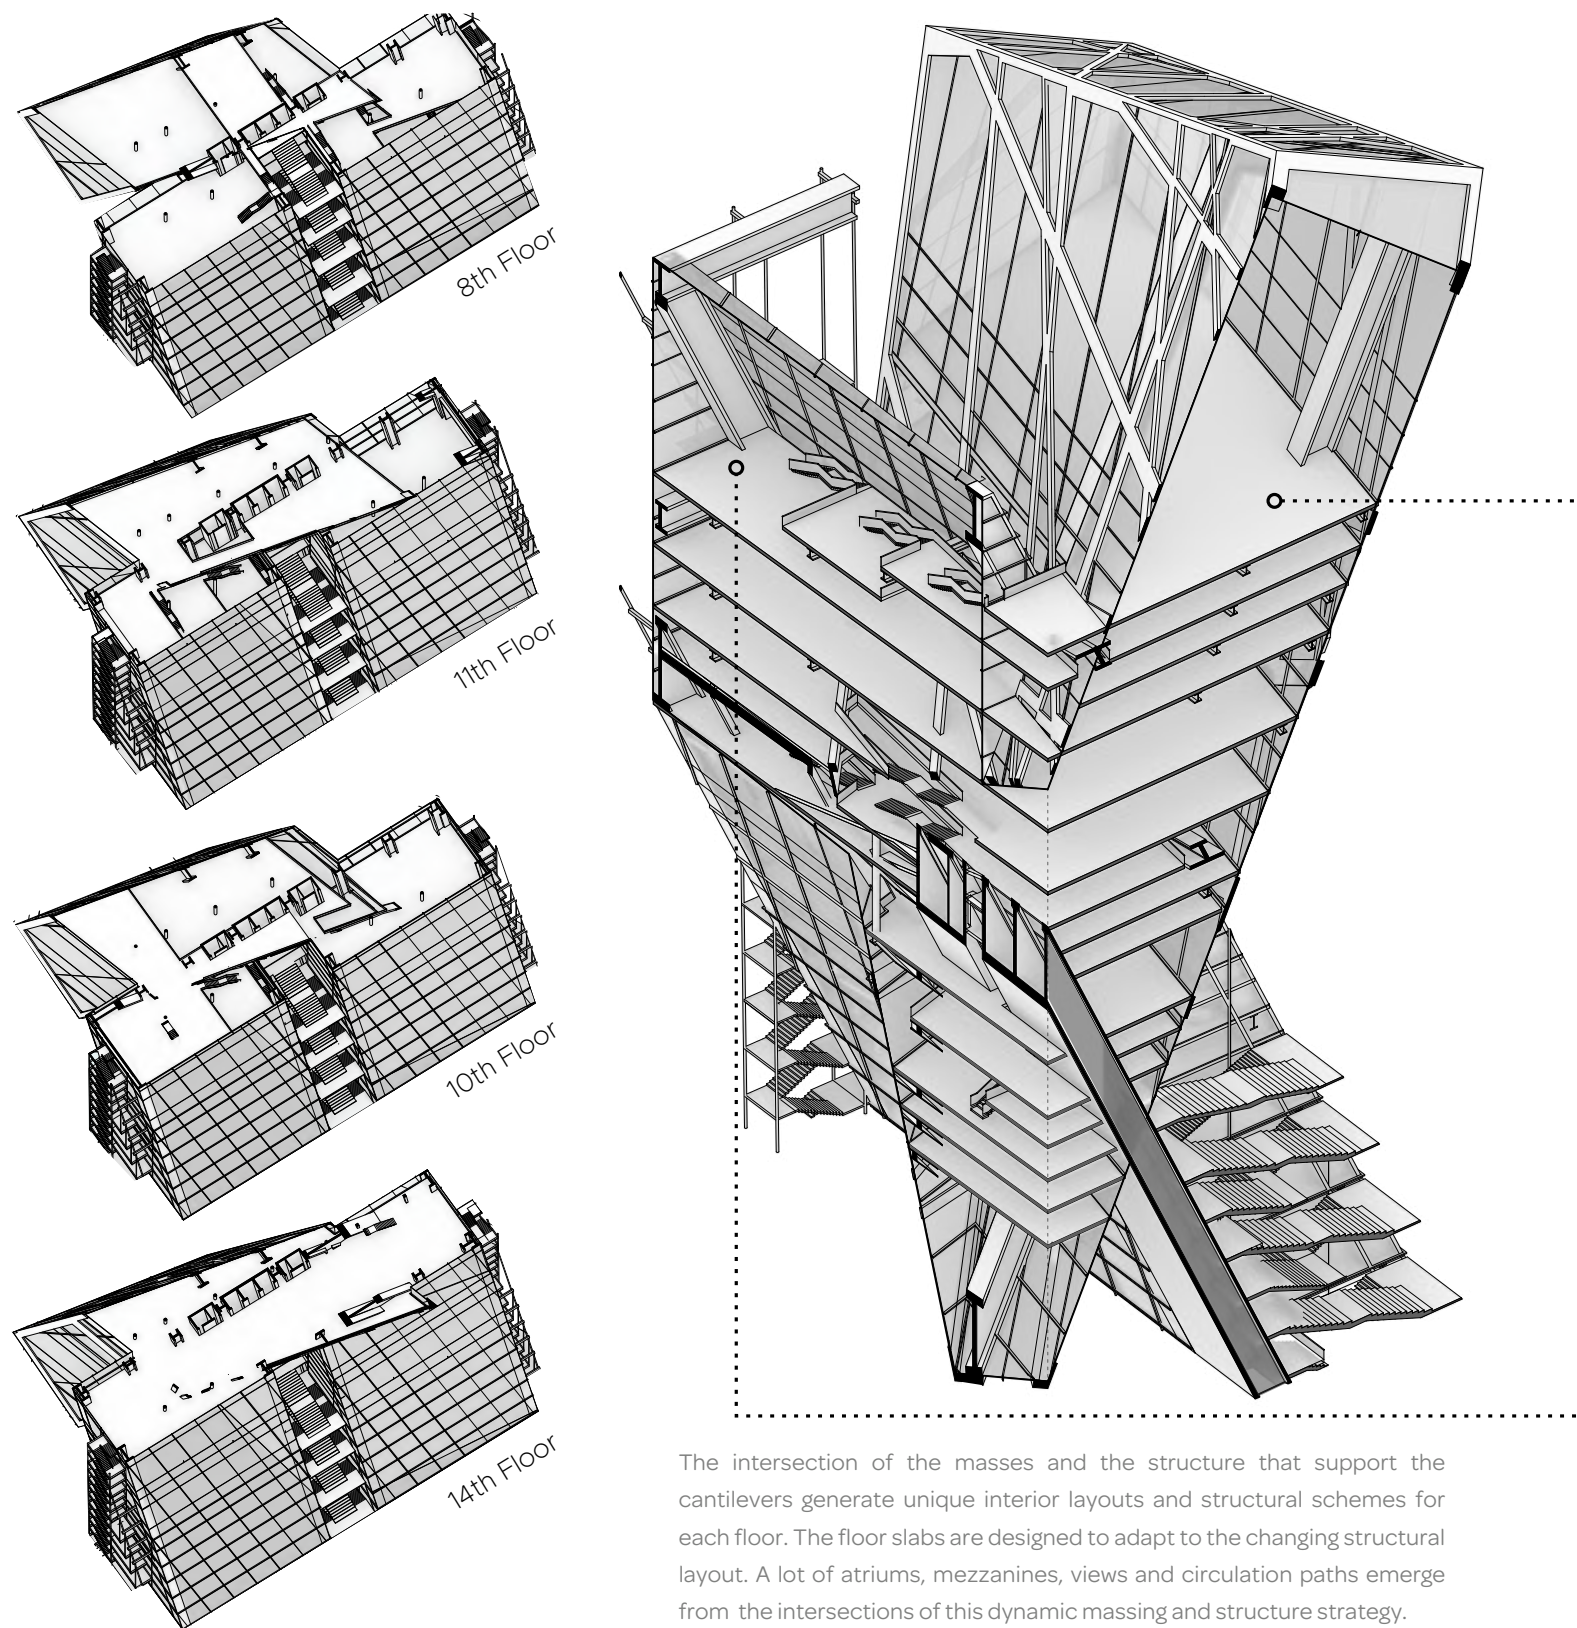 8th Floor
11th Floor
10th Floor
14th Floor
The intersection of the masses and the structure that support the
cantilevers generate unique interior layouts and structural schemes for
each floor. The floor slabs are designed to adapt to the changing structural
layout. A lot of atriums, mezzanines, views and circulation paths emerge
from the intersections of this dynamic massing and structure strategy.